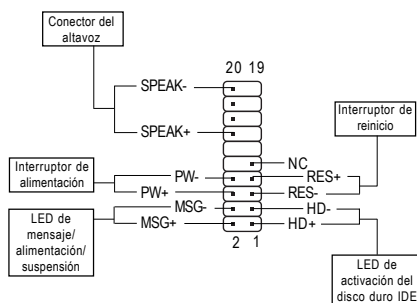 Conector del
altavoz
20 19
SPEAK-
SPEAK+
Interruptor de
reinicio
NC
RES+
RES-
Interruptor de
alimentación
PW-
PW+
MSG-
MSG+
HD-
HD+
LED de
mensaje/
alimentación/
suspensión
2 1
LED de
activación del
disco duro IDE